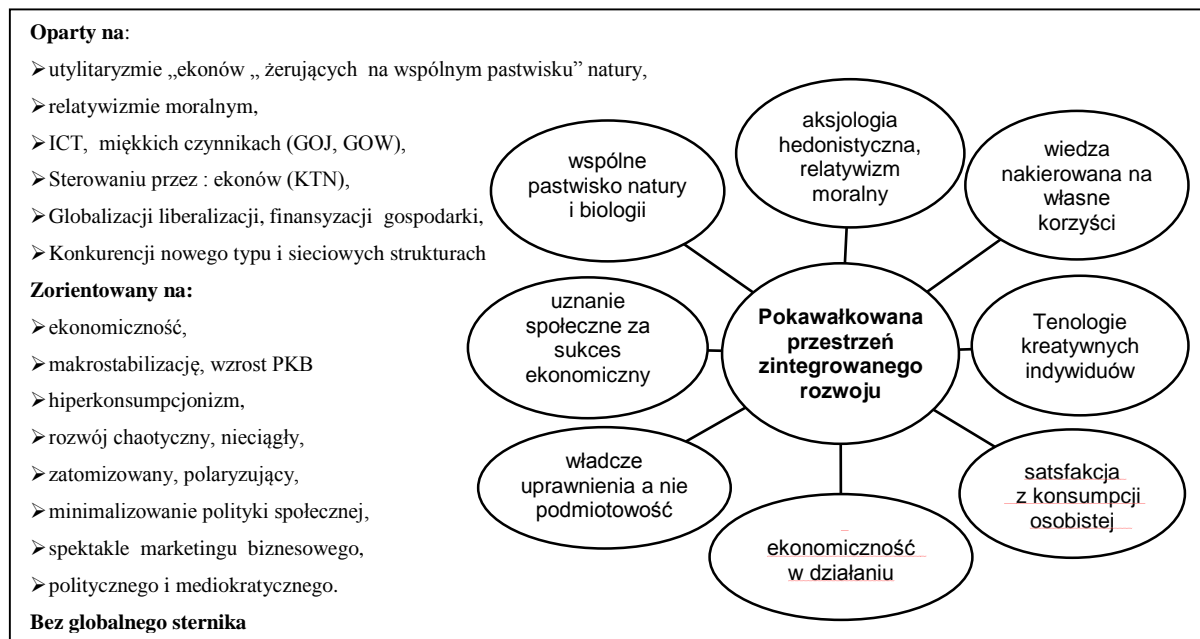 Oparty na:
➢utylitaryzmie „ekonów „ żerujących na wspólnym pastwisku” natury,
➢relatywizmie moralnym,
➢ICT, miękkich czynnikach (GOJ, GOW),
➢Sterowaniu przez : ekonów (KTN),
➢Globalizacji liberalizacji, finansyzacji gospodarki,
➢Konkurencji nowego typu i sieciowych strukturach
Zorientowany na:
➢ekonomiczność,
➢makrostabilizację, wzrost PKB
➢hiperkonsumpcjonizm,
➢rozwój chaotyczny, nieciągły,
➢zatomizowany, polaryzujący,
➢minimalizowanie polityki społecznej,
➢spektakle marketingu biznesowego,
➢politycznego i mediokratycznego.
Bez globalnego sternika
aksjologia
hedonistyczna,
relatywizm
moralny
wiedza
nakierowana na
własne
korzyści
Tenologie
kreatywnych
indywiduów
satsfakcja
z konsumpcji
osobistej
ekonomiczność
w działaniu
władcze
uprawnienia a nie
podmiotowość
uznanie
społeczne za
sukces
ekonomiczny
wspólne
pastwisko natury
i biologii
Pokawałkowana
przestrzeń
zintegrowanego
rozwoju